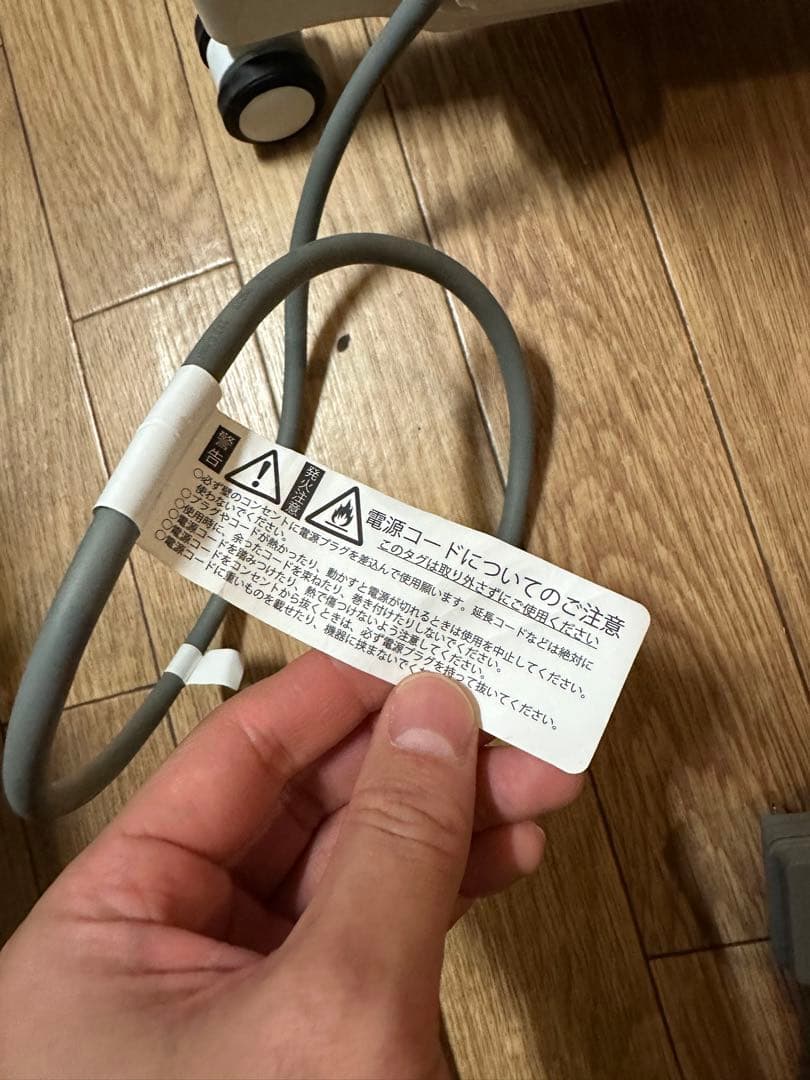 警告
発火注意
電源コードについてのご注意
このタグは取り外さずにご使用ください
○必ず壁のコンセントに電源プラグを差込んで使用願います。延長コードなどは絶対に
使わないでください。
○プラグやコードが熱かったり、動かすと電源が切れるときは使用を中止してください。
○使用時に、余ったコードを束ねたり、巻き付けたりしないでください。
○電源コードを踏みつけたり、熱で傷つけないよう注意してください。
○電源コードをコンセントから抜くときは、必ず電源プラグを持って抜いてください。
○電源コードに重いものを載せたり、機器に挟まないで